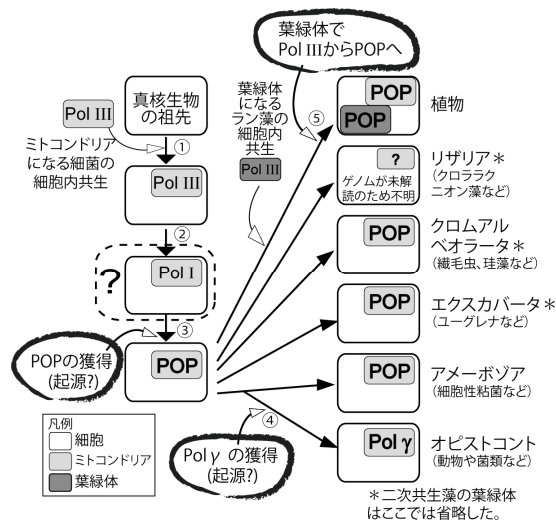 葉緑体で
Pol IIIからPOPへ
真核生物
の祖先
Pol III
①
ミトコンドリア
になる細菌の
細胞内共生
Pol III
②
?
Pol I
③
POPの獲得
(起源?)
POP
葉緑体
になる
ラン藻の
細胞内
共生
Pol III
⑤
POP
POP
植物
?
ゲノムが未解
読のため不明
リザリア＊
(クロララク
ニオン藻など)
POP
クロムアル
ベオラータ＊
(繊毛虫、珪藻など)
POP
エクスカバータ＊
(ユーグレナなど)
POP
アメーボゾア
(細胞性粘菌など)
④
Polγ の獲得
(起源?)
Pol γ
オピストコント
(動物や菌類など)
凡例
細胞
ミトコンドリア
葉緑体
＊二次共生藻の葉緑体
はここでは省略した。